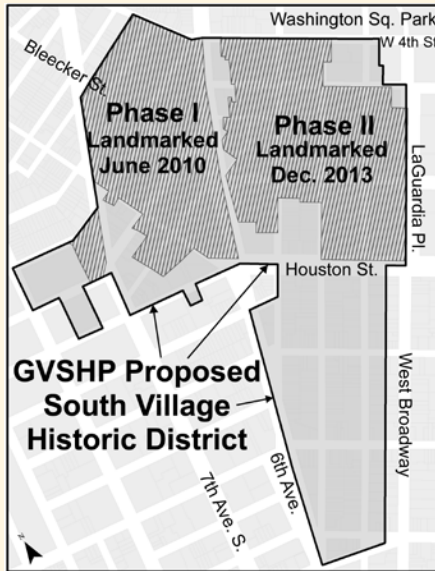 Washington Sq. Park
W 4th St.
Bleecker St.
Phase I
Landmarked
June 2010
Phase II
Landmarked
Dec. 2013
LaGuardia Pl.
Houston St.
GVSHP Proposed
South Village
Historic District
West Broadway
6th Ave.
7th Ave. S.
N